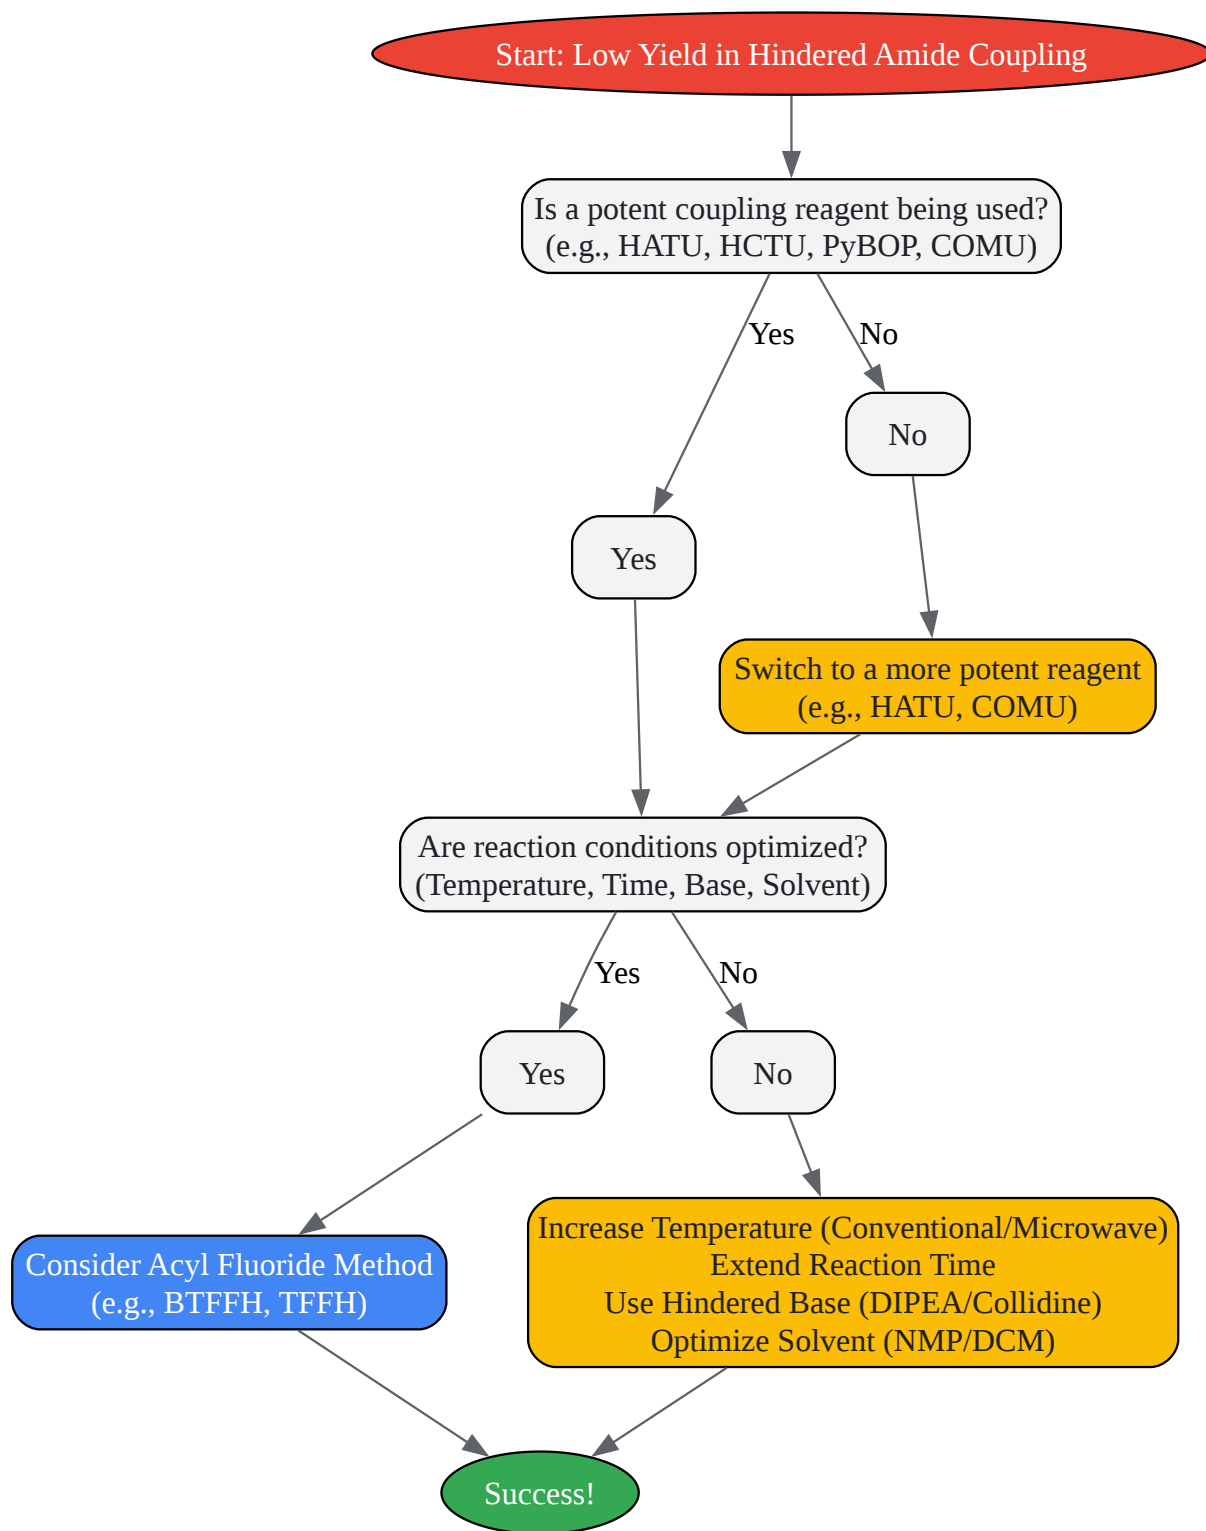 Start: Low Yield in Hindered Amide Coupling
Is a potent coupling reagent being used?
(e.g., HATU, HCTU, PyBOP, COMU)
Yes
No
No
Yes
Switch to a more potent reagent
(e.g., HATU, COMU)
Are reaction conditions optimized?
(Temperature, Time, Base, Solvent)
Yes
No
Yes
No
Consider Acyl Fluoride Method
(e.g., BTFFH, TFFH)
Increase Temperature (Conventional/Microwave)
Extend Reaction Time
Use Hindered Base (DIPEA/Collidine)
Optimize Solvent (NMP/DCM)
Success!